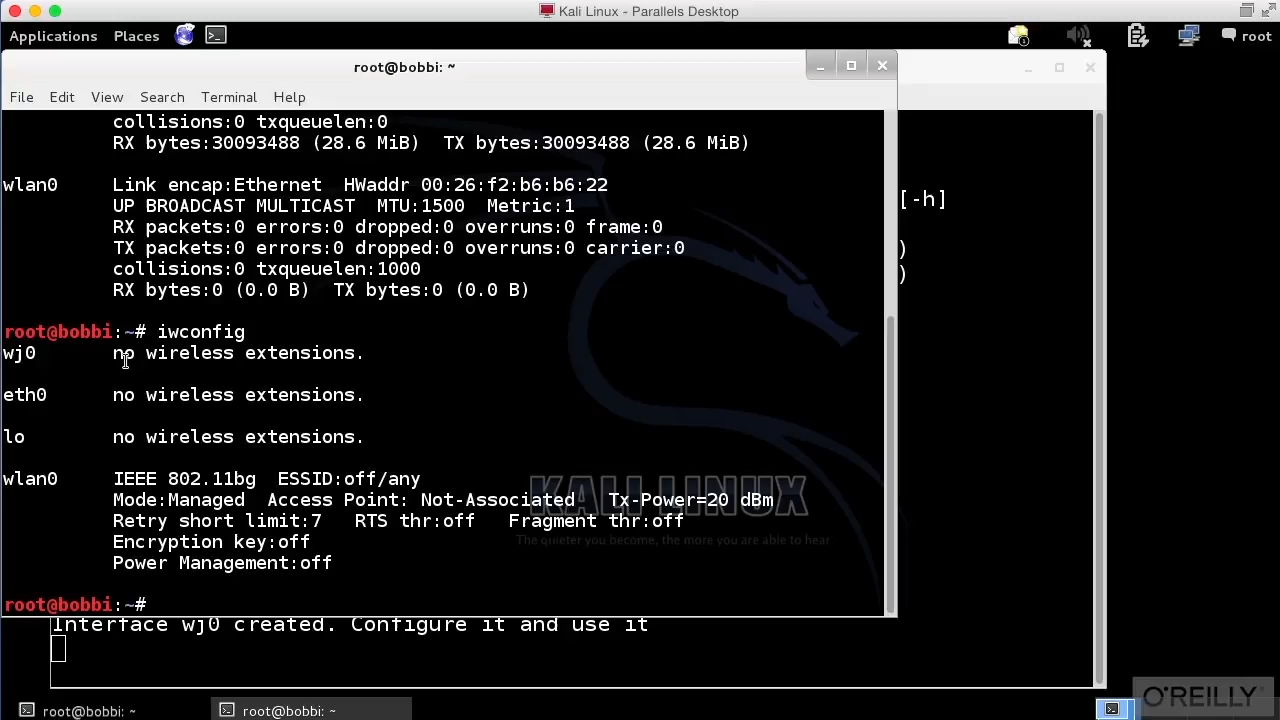 Kali Linux - Parallels Desktop
Applications Places root
root@bobbi: ~
File Edit View Search Terminal Help
collisions:0 txqueuelen:0
RX bytes:30093488 (28.6 MiB) TX bytes:30093488 (28.6 MiB)
wlan0 Link encap:Ethernet HWaddr 00:26:f2:b6:b6:22
UP BROADCAST MULTICAST MTU:1500 Metric:1
[-h]
RX packets:0 errors:0 dropped:0 overruns:0 frame:0
TX packets:0 errors:0 dropped:0 overruns:0 carrier:0
)
collisions:0 txqueuelen:1000
)
RX bytes:0 (0.0 B) TX bytes:0 (0.0 B)
root@bobbi:~# iwconfig
wj0 no wireless extensions.
eth0 no wireless extensions.
lo no wireless extensions.
wlan0 IEEE 802.11bg ESSID:off/any
Mode:Managed Access Point: Not-Associated Tx-Power=20 dBm
Retry short limit:7 RTS thr:off Fragment thr:off
Encryption key:off
Power Management:off
KALI LINUX
The quieter you become, the more you are able to hear
root@bobbi:~#
Interface wj0 created. Configure it and use it
root@bobbi: ~ root@bobbi: ~
O'REILLY